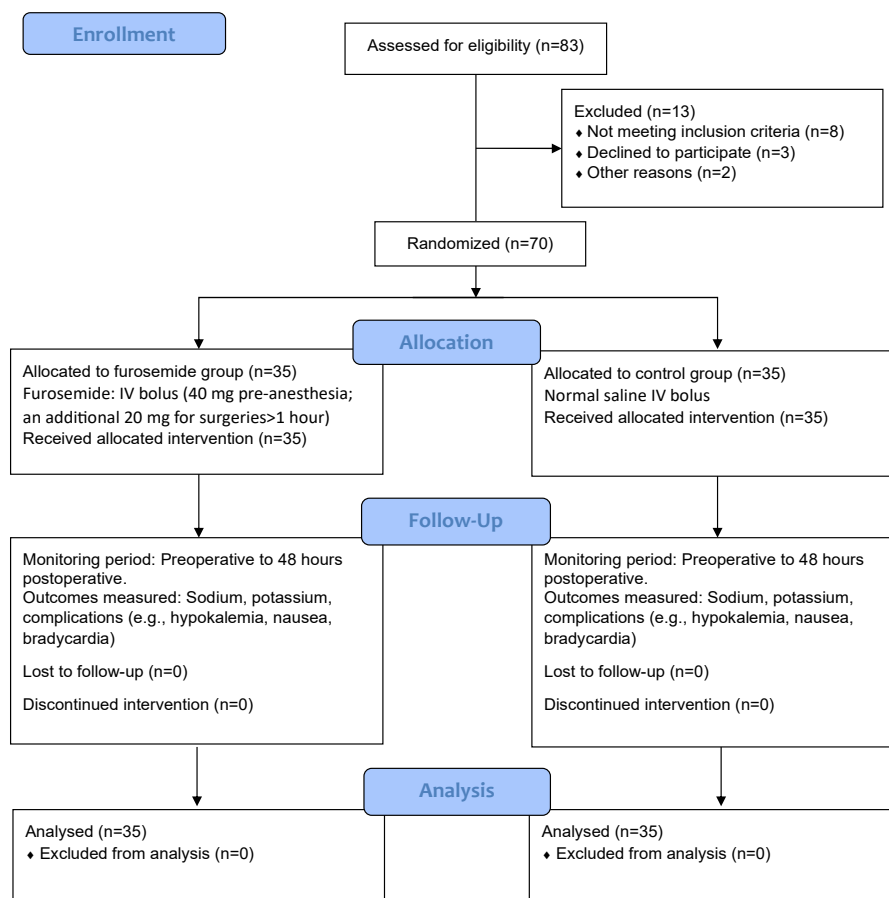 Enrollment
Assessed for eligibility (n=83)
Excluded (n=13)
♦ Not meeting inclusion criteria (n=8)
♦ Declined to participate (n=3)
♦ Other reasons (n=2)
Randomized (n=70)
Allocation
Allocated to furosemide group (n=35)
Furosemide: IV bolus (40 mg pre-anesthesia;
an additional 20 mg for surgeries>1 hour)
Received allocated intervention (n=35)
Allocated to control group (n=35)
Normal saline IV bolus
Received allocated intervention (n=35)
Follow-Up
Monitoring period: Preoperative to 48 hours
postoperative.
Outcomes measured: Sodium, potassium,
complications (e.g., hypokalemia, nausea,
bradycardia)
Lost to follow-up (n=0)
Discontinued intervention (n=0)
Monitoring period: Preoperative to 48 hours
postoperative.
Outcomes measured: Sodium, potassium,
complications (e.g., hypokalemia, nausea,
bradycardia)
Lost to follow-up (n=0)
Discontinued intervention (n=0)
Analysis
Analysed (n=35)
♦ Excluded from analysis (n=0)
Analysed (n=35)
♦ Excluded from analysis (n=0)